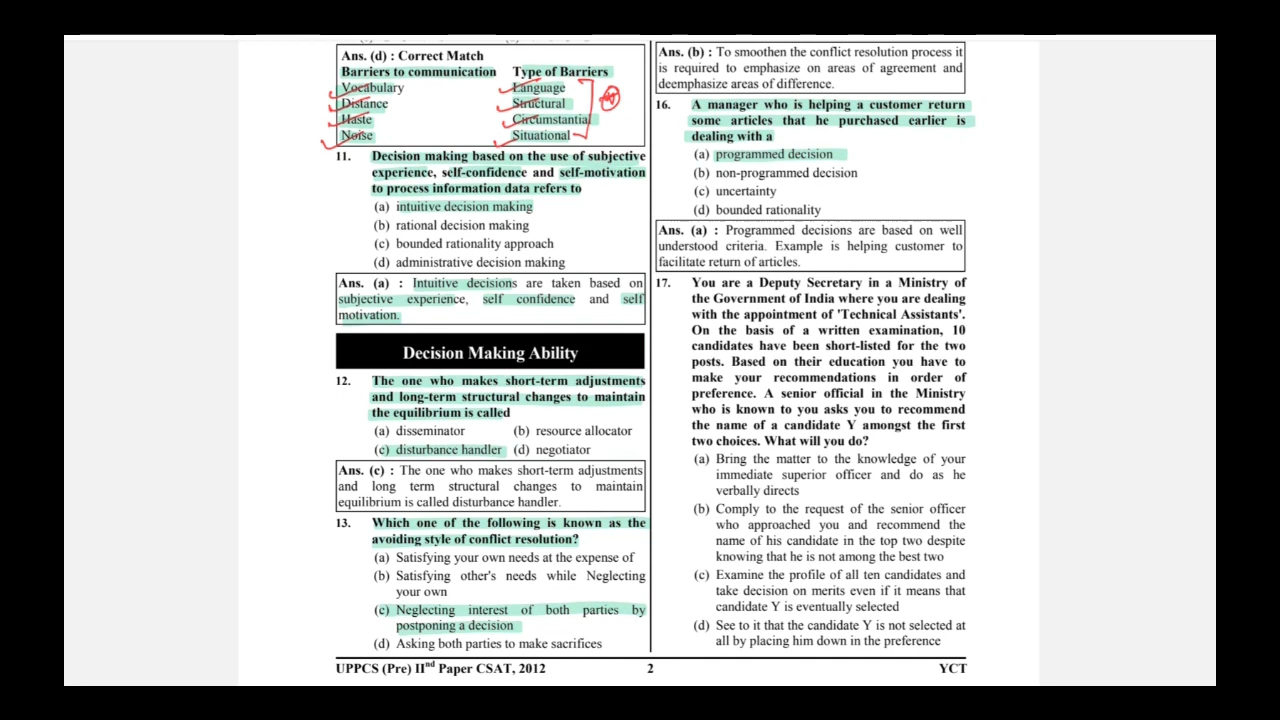 Ans. (d) : Correct Match
Barriers to communication Type of Barriers
Vocabulary Language
Distance Structural
Haste Circumstantial
Noise Situational
11. Decision making based on the use of subjective
experience, self-confidence and self-motivation
to process information data refers to
(a) intuitive decision making
(b) rational decision making
(c) bounded rationality approach
(d) administrative decision making
Ans. (a) : Intuitive decisions are taken based on
subjective experience, self confidence and self
motivation.
Decision Making Ability
12. The one who makes short-term adjustments
and long-term structural changes to maintain
the equilibrium is called
(a) disseminator (b) resource allocator
(c) disturbance handler (d) negotiator
Ans. (c) : The one who makes short-term adjustments
and long term structural changes to maintain
equilibrium is called disturbance handler.
13. Which one of the following is known as the
avoiding style of conflict resolution?
(a) Satisfying your own needs at the expense of
(b) Satisfying other's needs while Neglecting
your own
(c) Neglecting interest of both parties by
postponing a decision
(d) Asking both parties to make sacrifices
Ans. (b) : To smoothen the conflict resolution process it
is required to emphasize on areas of agreement and
deemphasize areas of difference.
16. A manager who is helping a customer return
some articles that he purchased earlier is
dealing with a
(a) programmed decision
(b) non-programmed decision
(c) uncertainty
(d) bounded rationality
Ans. (a) : Programmed decisions are based on well
understood criteria. Example is helping customer to
facilitate return of articles.
17. You are a Deputy Secretary in a Ministry of
the Government of India where you are dealing
with the appointment of 'Technical Assistants'.
On the basis of a written examination, 10
candidates have been short-listed for the two
posts. Based on their education you have to
make your recommendations in order of
preference. A senior official in the Ministry
who is known to you asks you to recommend
the name of a candidate Y amongst the first
two choices. What will you do?
(a) Bring the matter to the knowledge of your
immediate superior officer and do as he
verbally directs
(b) Comply to the request of the senior officer
who approached you and recommend the
name of his candidate in the top two despite
knowing that he is not among the best two
(c) Examine the profile of all ten candidates and
take decision on merits even if it means that
candidate Y is eventually selected
(d) See to it that the candidate Y is not selected at
all by placing him down in the preference
UPPCS (Pre) IInd Paper CSAT, 2012 2 YCT